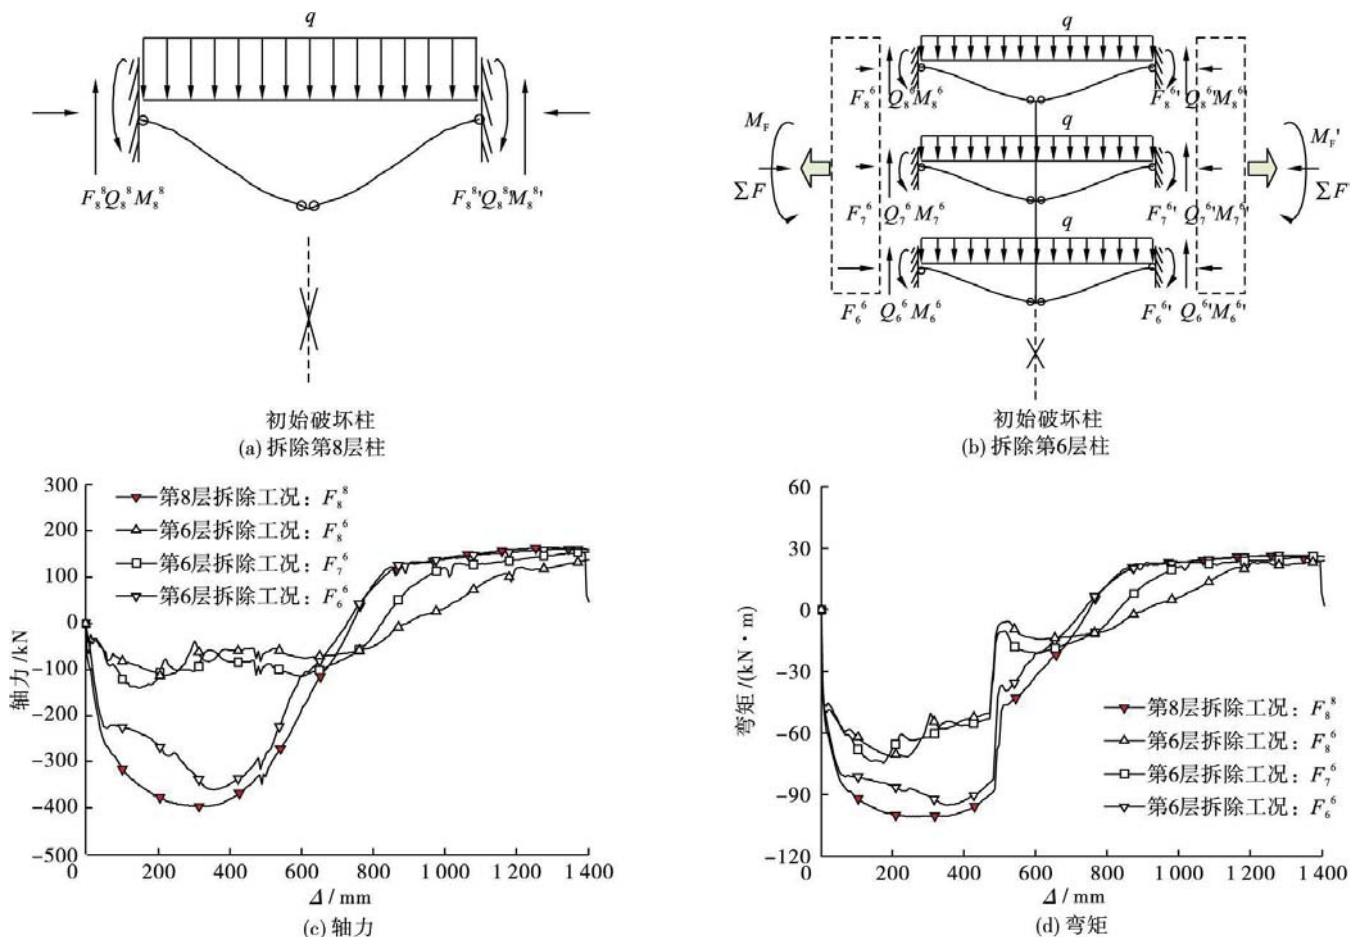 q
F₈⁸Q₈⁸M₈⁸
F₈⁸'Q₈⁸'M₈⁸'
初始破坏柱
(a) 拆除第8层柱
q
F₈⁶ Q₈⁶M₈⁶
F₈⁶' Q₈⁶'M₈⁶'
M_F
M_F'
q
ΣF
ΣF'
F₇⁶ Q₇⁶M₇⁶
F₇⁶' Q₇⁶'M₇⁶'
q
F₆⁶ Q₆⁶M₆⁶
F₆⁶' Q₆⁶'M₆⁶'
初始破坏柱
(b) 拆除第6层柱
轴力/kN
300
200
100
0
-100
-200
-300
-400
-500
第8层拆除工况：F₈⁸
第6层拆除工况：F₈⁶
第6层拆除工况：F₇⁶
第6层拆除工况：F₆⁶
0 200 400 600 800 1 000 1 200 1 400
Δ / mm
(c) 轴力
弯矩/(kN·m)
60
30
0
-30
-60
-90
-120
第8层拆除工况：F₈⁸
第6层拆除工况：F₈⁶
第6层拆除工况：F₇⁶
第6层拆除工况：F₆⁶
0 200 400 600 800 1 000 1 200 1 400
Δ / mm
(d) 弯矩